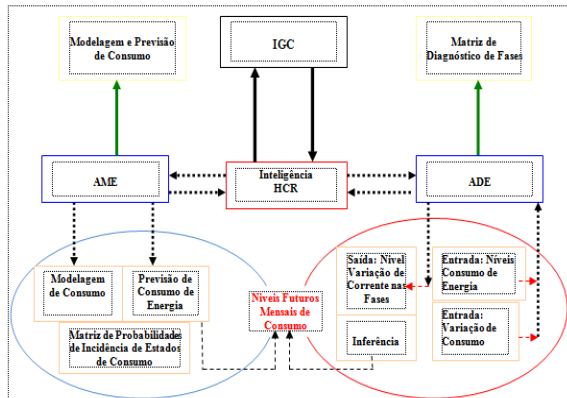 Modelagem e Previsão
de Consumo
IGC
Matriz de
Diagnóstico de Fases
AME
Inteligência
HCR
ADE
Modelagem
de Consumo
Previsão de
Consumo de
Energia
Matriz de Probabilidades
de Incidência de Estados
de Consumo
Níveis Futuros
Mensais de
Consumo
Saída: Nível
Variação de
Corrente nas
Fases
Inferência
Entrada: Níveis
Consumo de
Energia
Entrada:
Variação de
Consumo